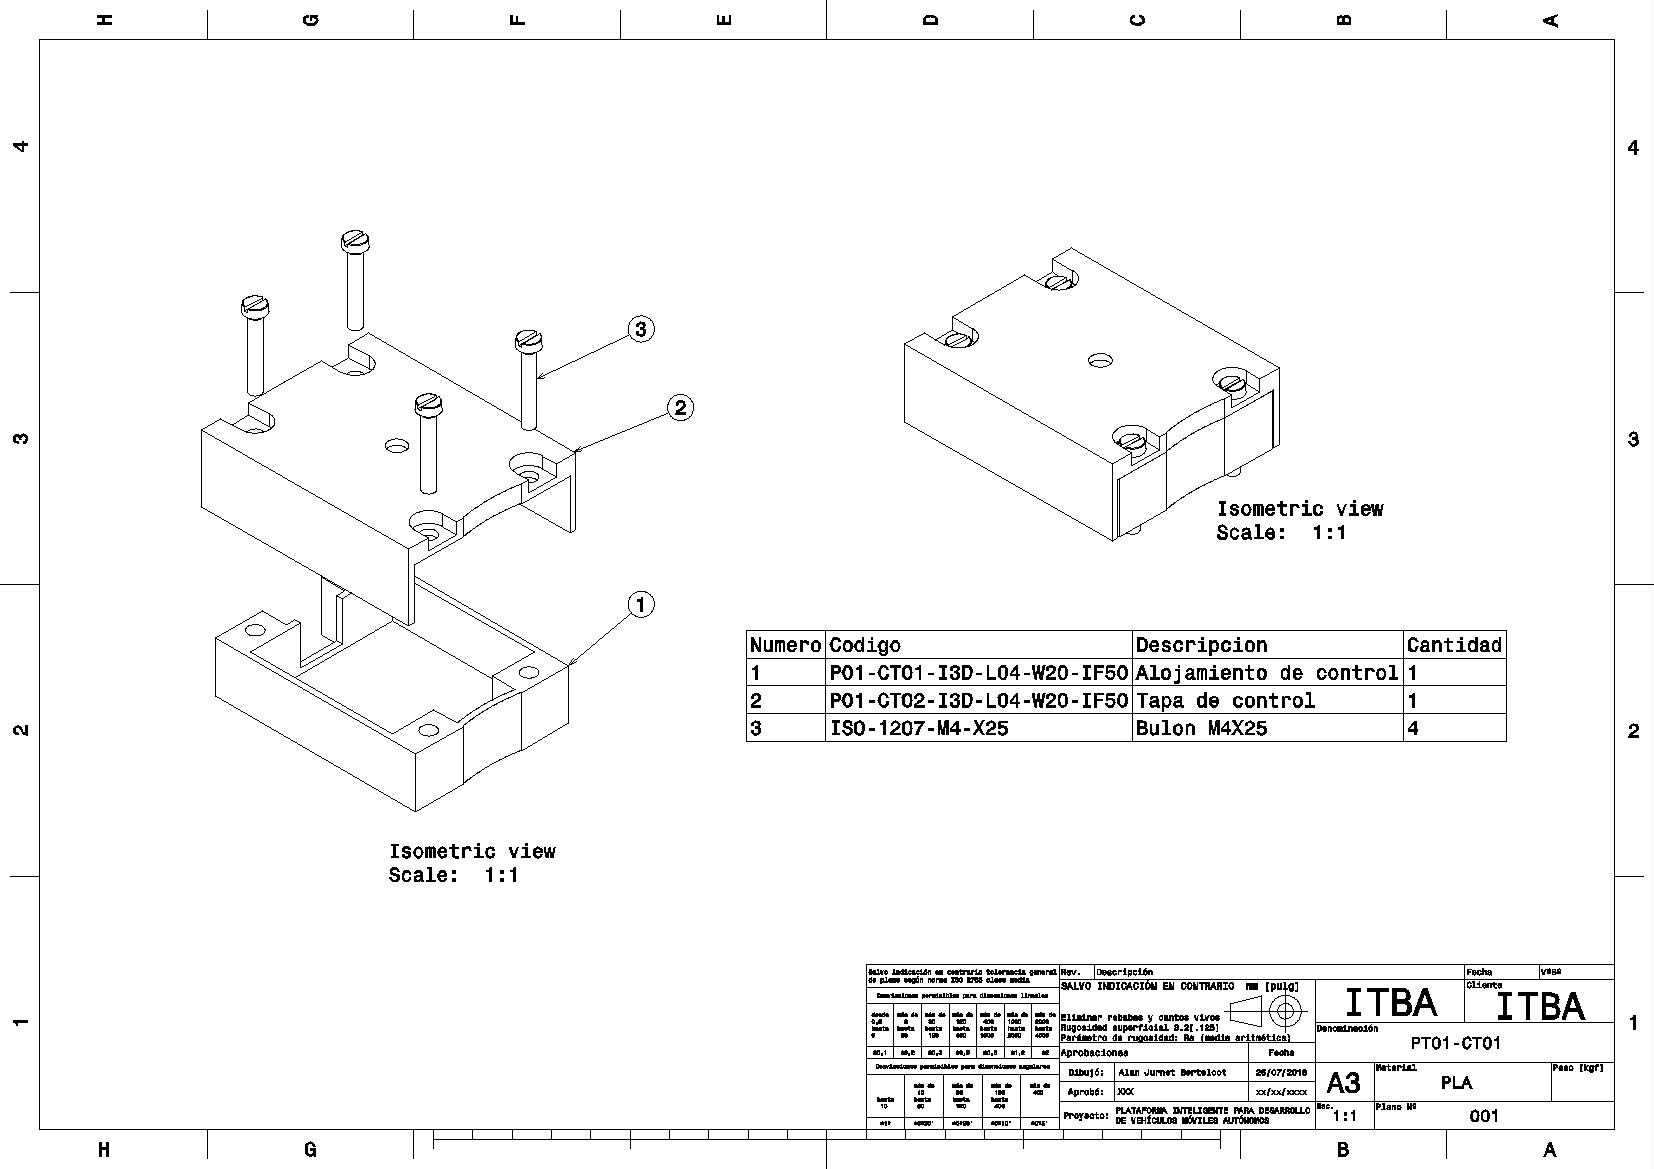 H G F E D C B A
4 4
3
2
3 3
1
Isometric view
Scale: 1:1
Isometric view
Scale: 1:1
Numero Codigo Descripcion Cantidad
1 P01-CT01-I3D-L04-W20-IF50 Alojamiento de control 1
2 P01-CT02-I3D-L04-W20-IF50 Tapa de control 1
3 ISO-1207-M4-X25 Bulon M4X25 4
2 2
1 1
Salvo indicación en contrario tolerancia general
de plano según norma ISO 2768 clase media
Desviaciones permisibles para dimensiones lineales
Desviaciones permisibles para dimensiones angulares
Rev. Descripción Fecha
SALVO INDICACIÓN EN CONTRARIO mm [pulg]
Eliminar rebabas y cantos vivos
Rugosidad superficial 3.2[.125]
Parámetro de rugosidad: Ra (media aritmética)
Aprobaciones Fecha
Dibujó: Alan Jurnet Berteloot 25/07/2018
Aprobó: XXX xx/xx/xxxx
Proyecto: PLATAFORMA INTELIGENTE PARA DESARROLLO
DE VEHÍCULOS MÓVILES AUTÓNOMOS
ITBA
Cliente
ITBA
Denominación
PT01-CT01
A3
Material
PLA
Peso [kgf]
Esc.
1:1
Plano Nº
001
H G B A